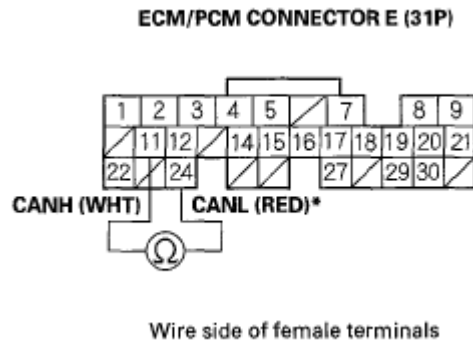 ECM/PCM CONNECTOR E (31P)
1 2 3 4 5 7 8 9
11 12 14 15 16 17 18 19 20 21
22 24 27 29 30
CANH (WHT) CANL (RED)*
Ω
Wire side of female terminals